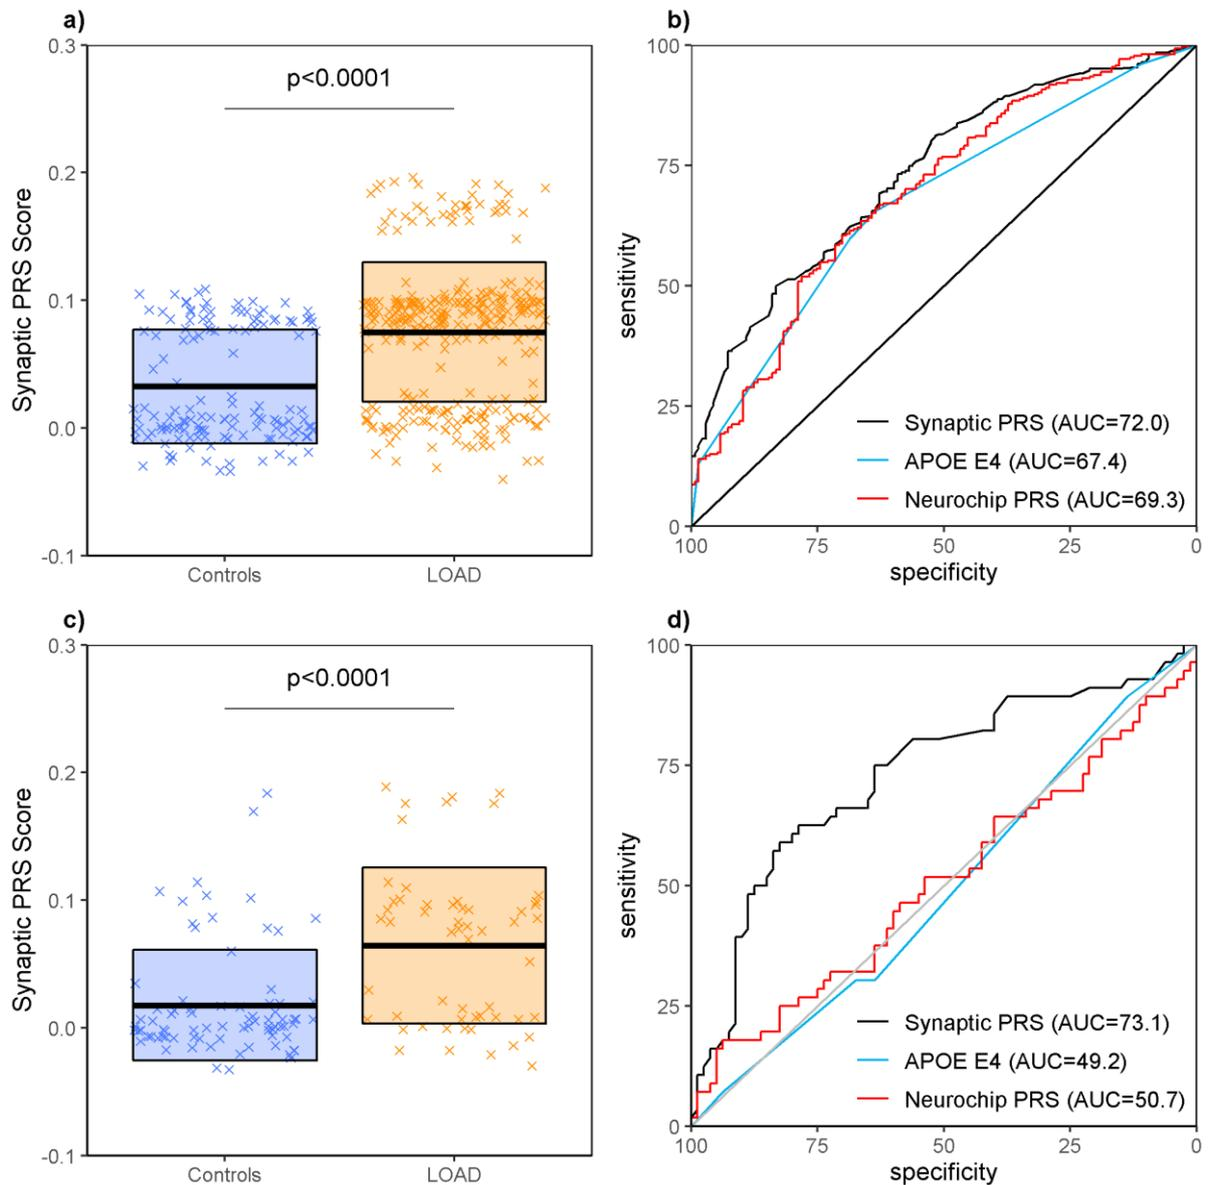 a)
0.3
0.2
0.1
0.0
-0.1
Synaptic PRS Score
p<0.0001
Controls
LOAD
b)
100
75
50
25
0
sensitivity
Synaptic PRS (AUC=72.0)
APOE E4 (AUC=67.4)
Neurochip PRS (AUC=69.3)
100
75
50
25
0
specificity
c)
0.3
0.2
0.1
0.0
-0.1
Synaptic PRS Score
p<0.0001
Controls
LOAD
d)
100
75
50
25
0
sensitivity
Synaptic PRS (AUC=73.1)
APOE E4 (AUC=49.2)
Neurochip PRS (AUC=50.7)
100
75
50
25
0
specificity